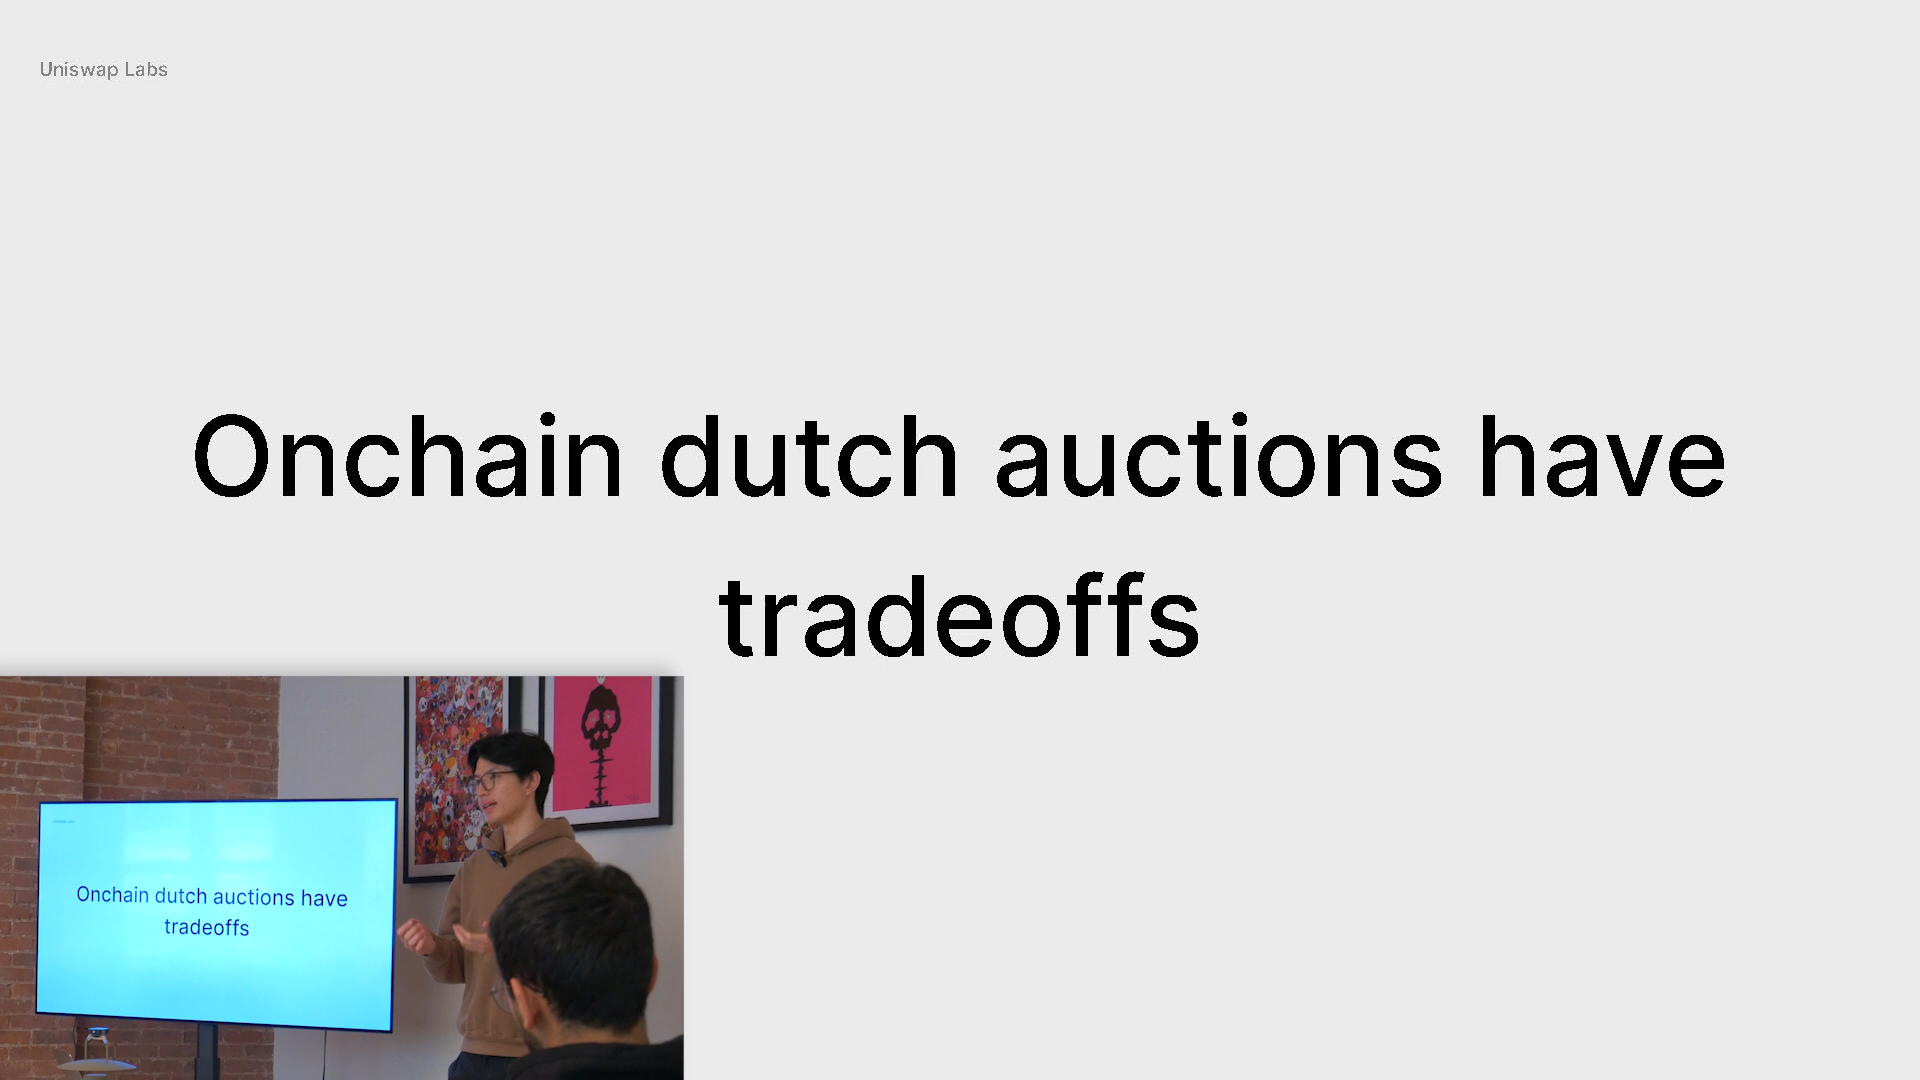 Uniswap Labs
Onchain dutch auctions have
tradeoffs
Onchain dutch auctions have
tradeoffs